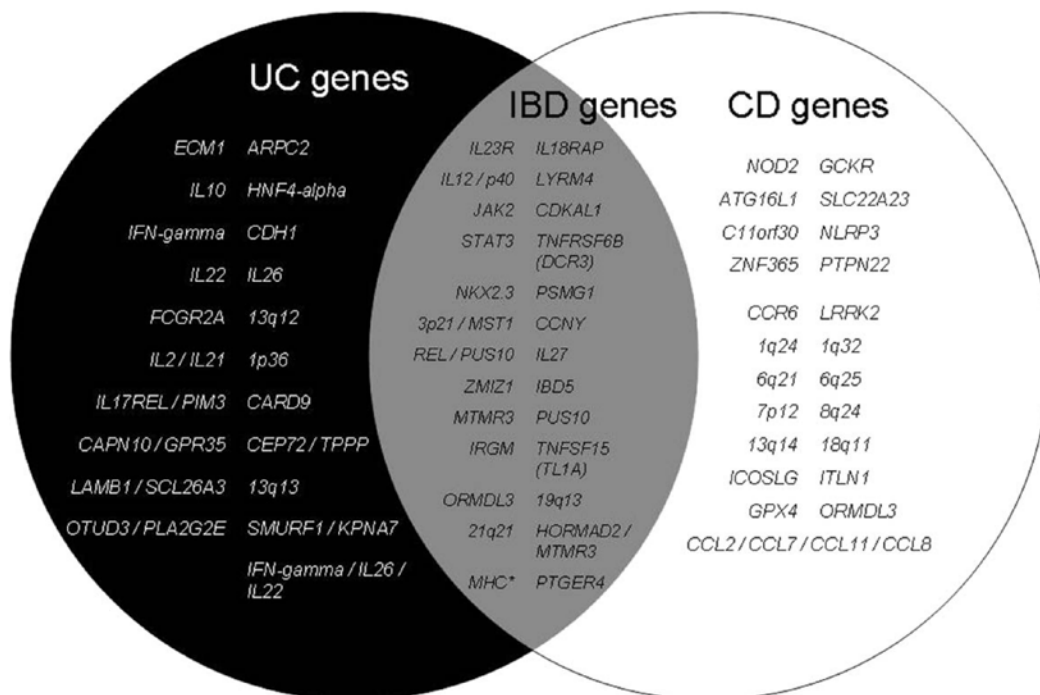 UC genes
IBD genes
CD genes
ECM1 ARPC2
IL10 HNF4-alpha
IFN-gamma CDH1
IL22 IL26
FCGR2A 13q12
IL2 / IL21 1p36
IL17REL / PIM3 CARD9
CAPN10 / GPR35 CEP72 / TPPP
LAMB1 / SCL26A3 13q13
OTUD3 / PLA2G2E SMURF1 / KPNA7
IFN-gamma / IL26 /
IL22
IL23R IL18RAP
IL12 / p40 LYRM4
JAK2 CDKAL1
STAT3 TNFRSF6B
(DCR3)
NKX2.3 PSMG1
3p21 / MST1 CCNY
REL / PUS10 IL27
ZMIZ1 IBD5
MTMR3 PUS10
IRGM TNFSF15
(TL1A)
ORMDL3 19q13
21q21 HORMAD2 /
MTMR3
MHC* PTGER4
NOD2 GCKR
ATG16L1 SLC22A23
C11orf30 NLRP3
ZNF365 PTPN22
CCR6 LRRK2
1q24 1q32
6q21 6q25
7p12 8q24
13q14 18q11
ICOSLG ITLN1
GPX4 ORMDL3
CCL2 / CCL7 / CCL11 / CCL8